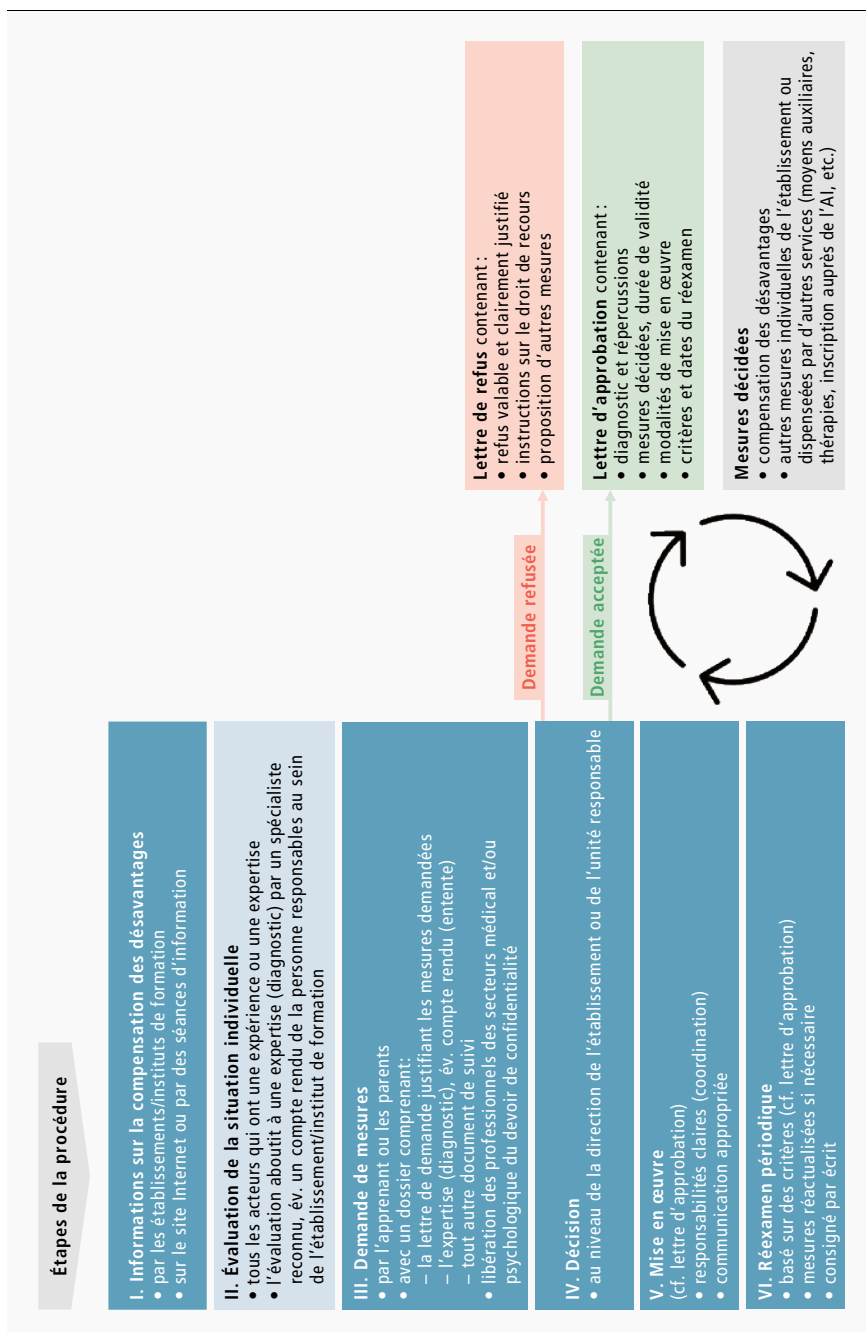 Étapes de la procédure
I. Informations sur la compensation des désavantages
• par les établissements/instituts de formation
• sur le site Internet ou par des séances d'information
II. Évaluation de la situation individuelle
• tous les acteurs qui ont une expérience ou une expertise
• l'évaluation aboutit à une expertise (diagnostic) par un spécialiste
reconnu, év. un compte rendu de la personne responsables au sein
de l'établissement/institut de formation
III. Demande de mesures
• par l'apprenant ou les parents
• avec un dossier comprenant:
– la lettre de demande justifiant les mesures demandées
– l'expertise (diagnostic), év. compte rendu (entente)
– tout autre document de suivi
• libération des professionnels des secteurs médical et/ou
psychologique du devoir de confidentialité
IV. Décision
• au niveau de la direction de l'établissement ou de l'unité responsable
V. Mise en œuvre
(cf. lettre d'approbation)
• responsabilités claires (coordination)
• communication appropriée
VI. Réexamen périodique
• basé sur des critères (cf. lettre d'approbation)
• mesures réactualisées si nécessaire
• consigné par écrit
Demande refusée
Demande acceptée
Lettre de refus contenant :
• refus valable et clairement justifié
• instructions sur le droit de recours
• proposition d'autres mesures
Lettre d'approbation contenant :
• diagnostic et répercussions
• mesures décidées, durée de validité
• modalités de mise en œuvre
• critères et dates du réexamen
Mesures décidées
• compensation des désavantages
• autres mesures individuelles de l'établissement ou
dispenseées par d'autres services (moyens auxiliaires,
thérapies, inscription auprès de l'AI, etc.)